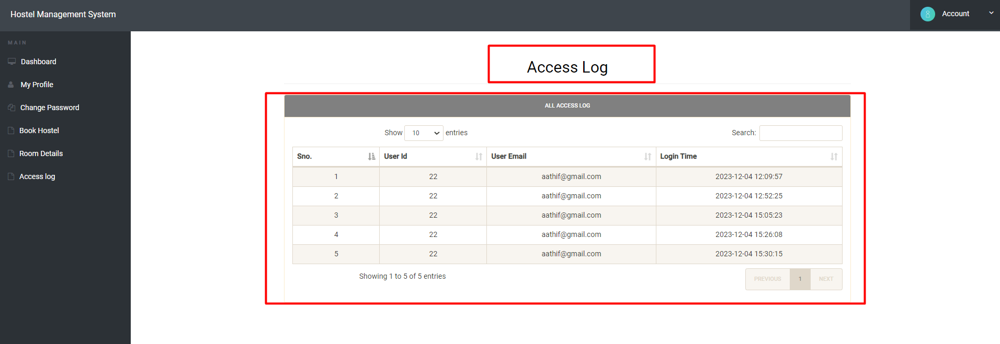 Hostel Management System
Account
MAIN
Dashboard
My Profile
Change Password
Book Hostel
Room Details
Access log
Access Log
ALL ACCESS LOG
Show 10 entries Search:
Sno. User Id User Email Login Time
1 22 aathif@gmail.com 2023-12-04 12:09:57
2 22 aathif@gmail.com 2023-12-04 12:52:25
3 22 aathif@gmail.com 2023-12-04 15:05:23
4 22 aathif@gmail.com 2023-12-04 15:26:08
5 22 aathif@gmail.com 2023-12-04 15:30:15
Showing 1 to 5 of 5 entries
PREVIOUS 1 NEXT